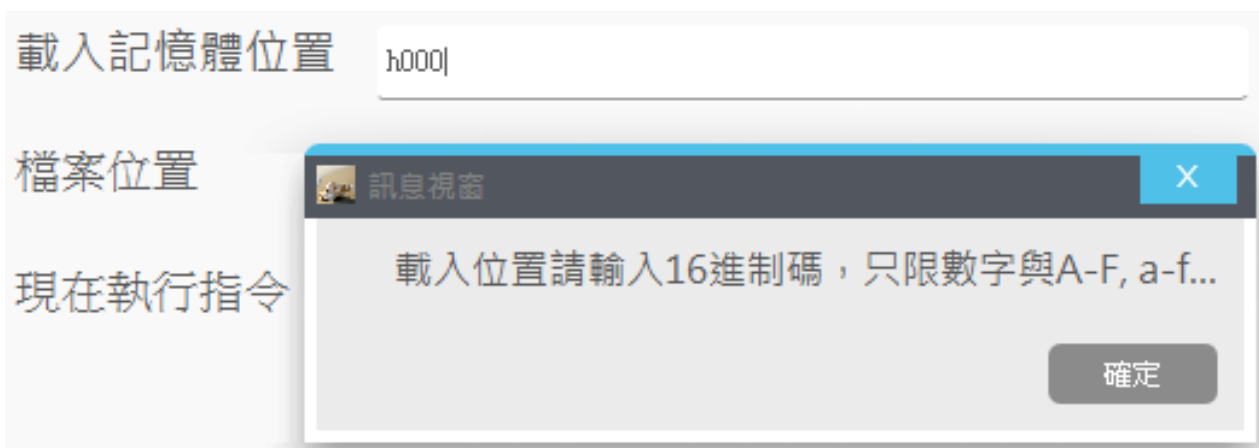 載入記憶體位置
h000
檔案位置
訊息視窗
X
載入位置請輸入16進制碼，只限數字與A-F, a-f...
現在執行指令
確定